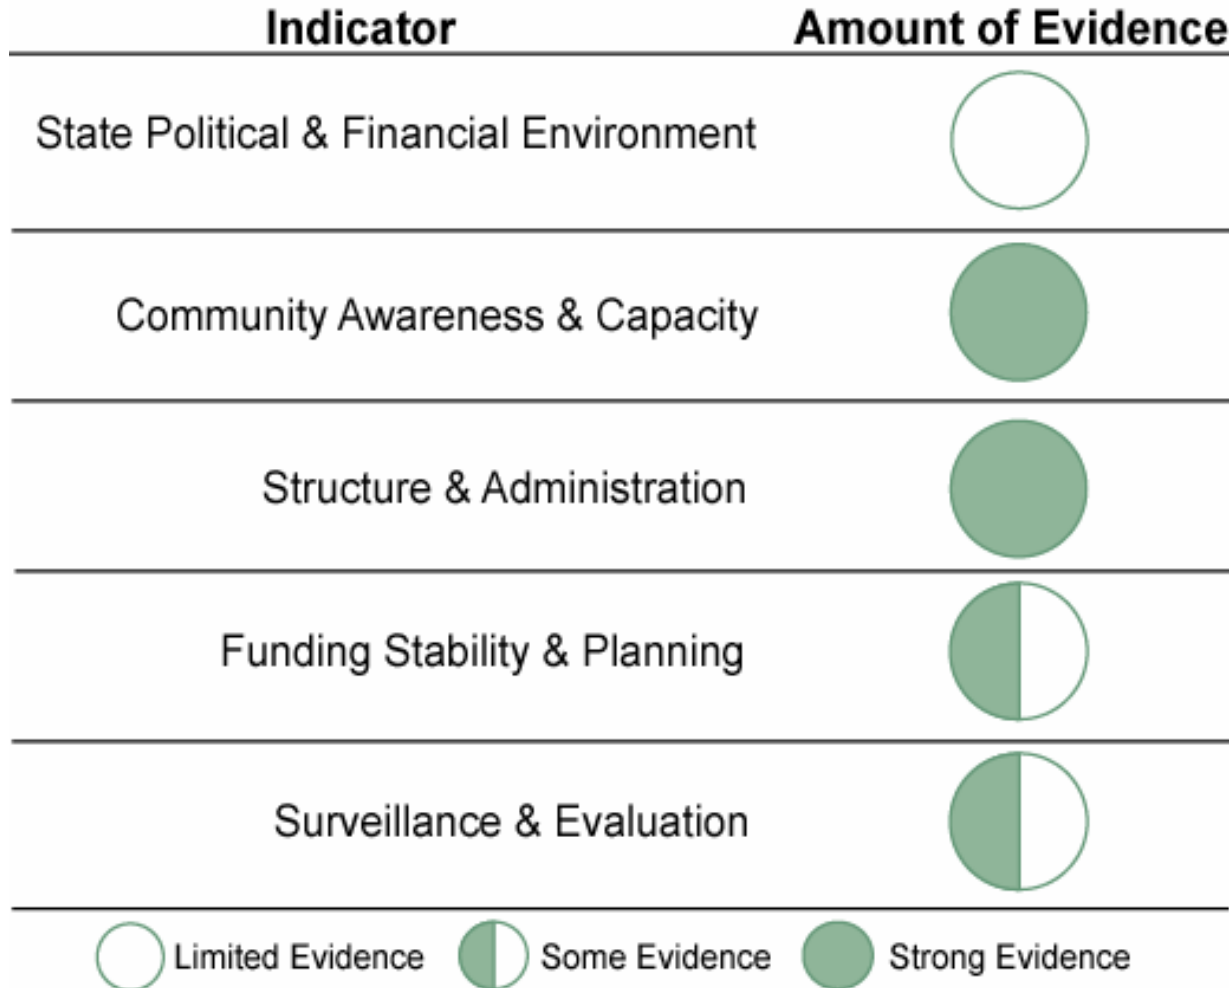 Indicator Amount of Evidence
State Political & Financial Environment
Community Awareness & Capacity
Structure & Administration
Funding Stability & Planning
Surveillance & Evaluation
Limited Evidence Some Evidence Strong Evidence